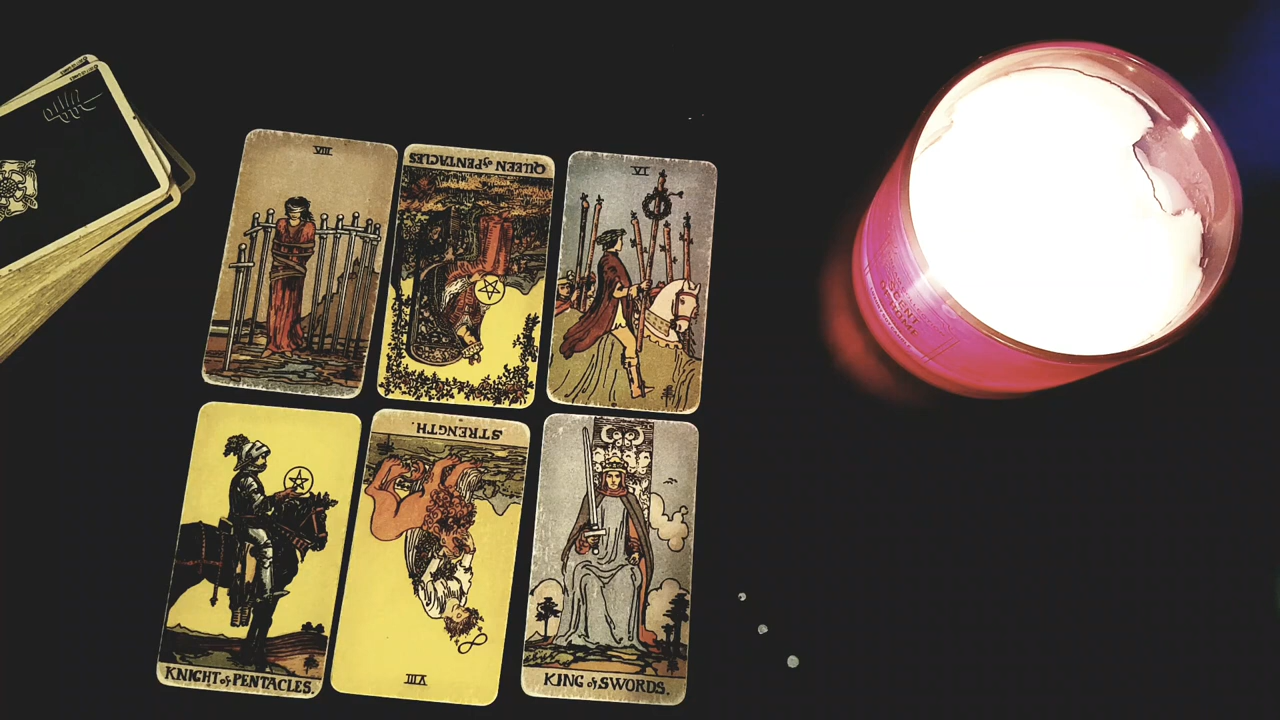 VIII
QUEEN of PENTACLES
VI
KNIGHT of PENTACLES.
STRENGTH.
VIII
KING of SWORDS.